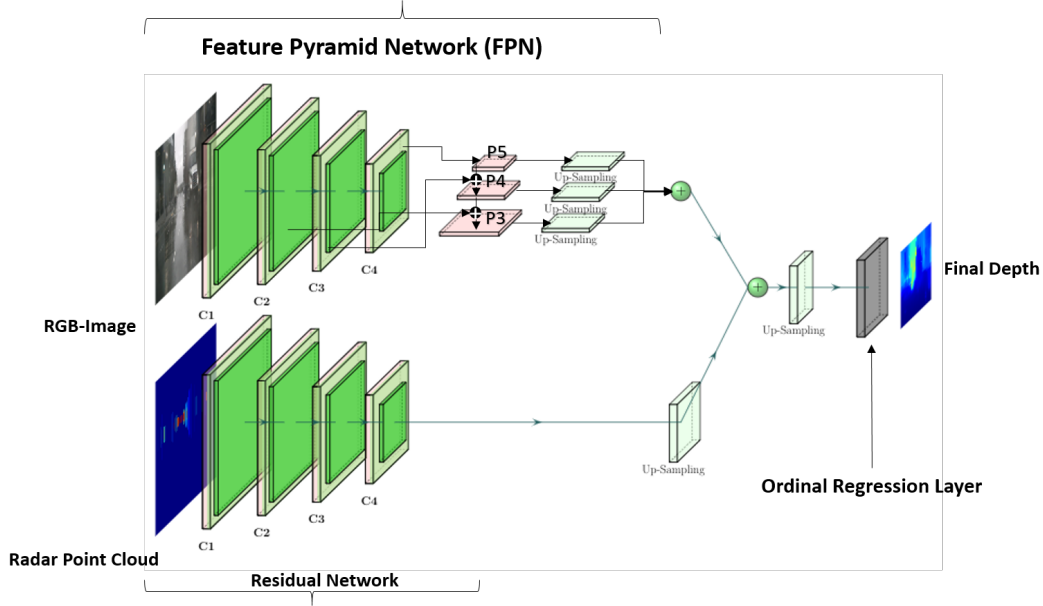 Feature Pyramid Network (FPN)
P5
P4
P3
Up-Sampling
Up-Sampling
Up-Sampling
C4
C3
C2
C1
RGB-Image
Final Depth
Up-Sampling
Up-Sampling
Ordinal Regression Layer
C4
C3
C2
C1
Radar Point Cloud
Residual Network